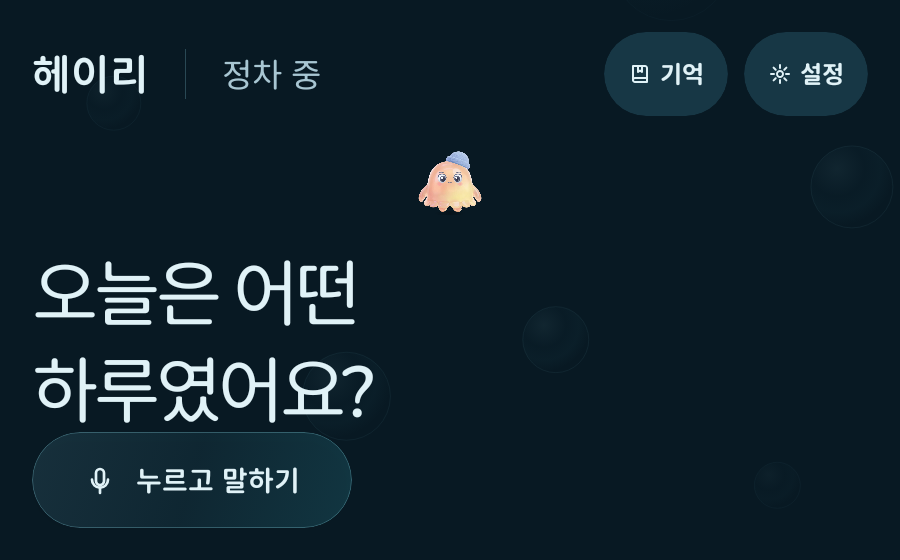 헤이리
정차 중
기억
설정
오늘은 어떤
하루였어요?
누르고 말하기